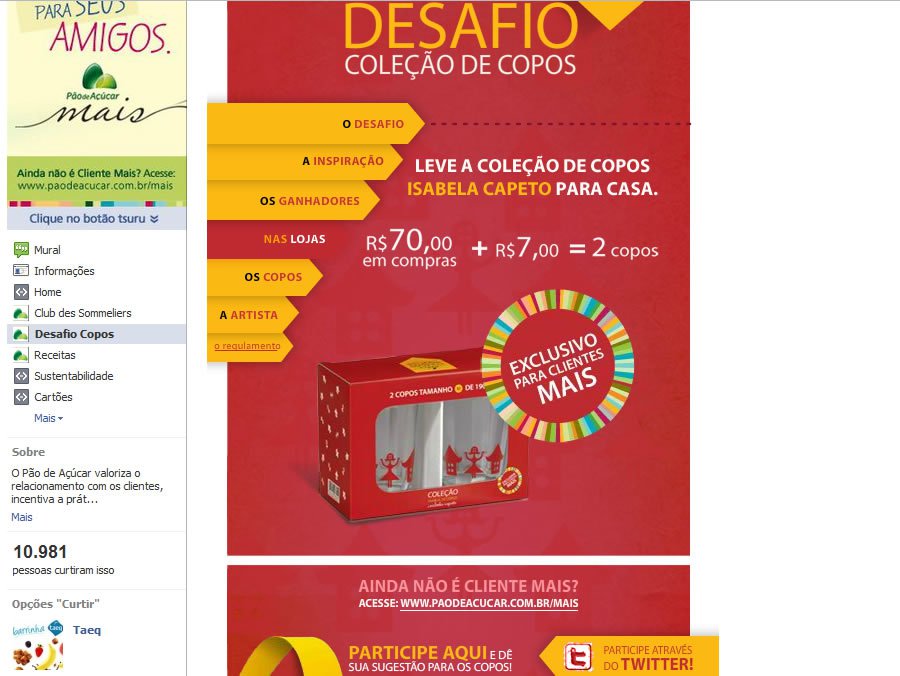 PARA SEUS
AMIGOS.
Pão de Açúcar
mais
Ainda não é Cliente Mais? Acesse:
www.paodeacucar.com.br/mais
Clique no botão tsuru
Mural
Informações
Home
Club des Sommeliers
Desafio Copos
Receitas
Sustentabilidade
Cartões
Mais
Sobre
O Pão de Açúcar valoriza o
relacionamento com os clientes,
incentiva a prát...
Mais
10.981
pessoas curtiram isso
Opções "Curtir"
barrinha taeq
Taeq
DESAFIO
COLEÇÃO DE COPOS
O DESAFIO
A INSPIRAÇÃO
OS GANHADORES
NAS LOJAS
OS COPOS
A ARTISTA
o regulamento
LEVE A COLEÇÃO DE COPOS
ISABELA CAPETO PARA CASA.
R$70,00
em compras
+ R$7,00 = 2 copos
EXCLUSIVO
PARA CLIENTES
MAIS
2 COPOS TAMANHO
DE
COLEÇÃO
AINDA NÃO É CLIENTE MAIS?
ACESSE: WWW.PAODEACUCAR.COM.BR/MAIS
PARTICIPE AQUI E DÊ
SUA SUGESTÃO PARA OS COPOS!
t
PARTICIPE ATRAVÉS
DO TWITTER!